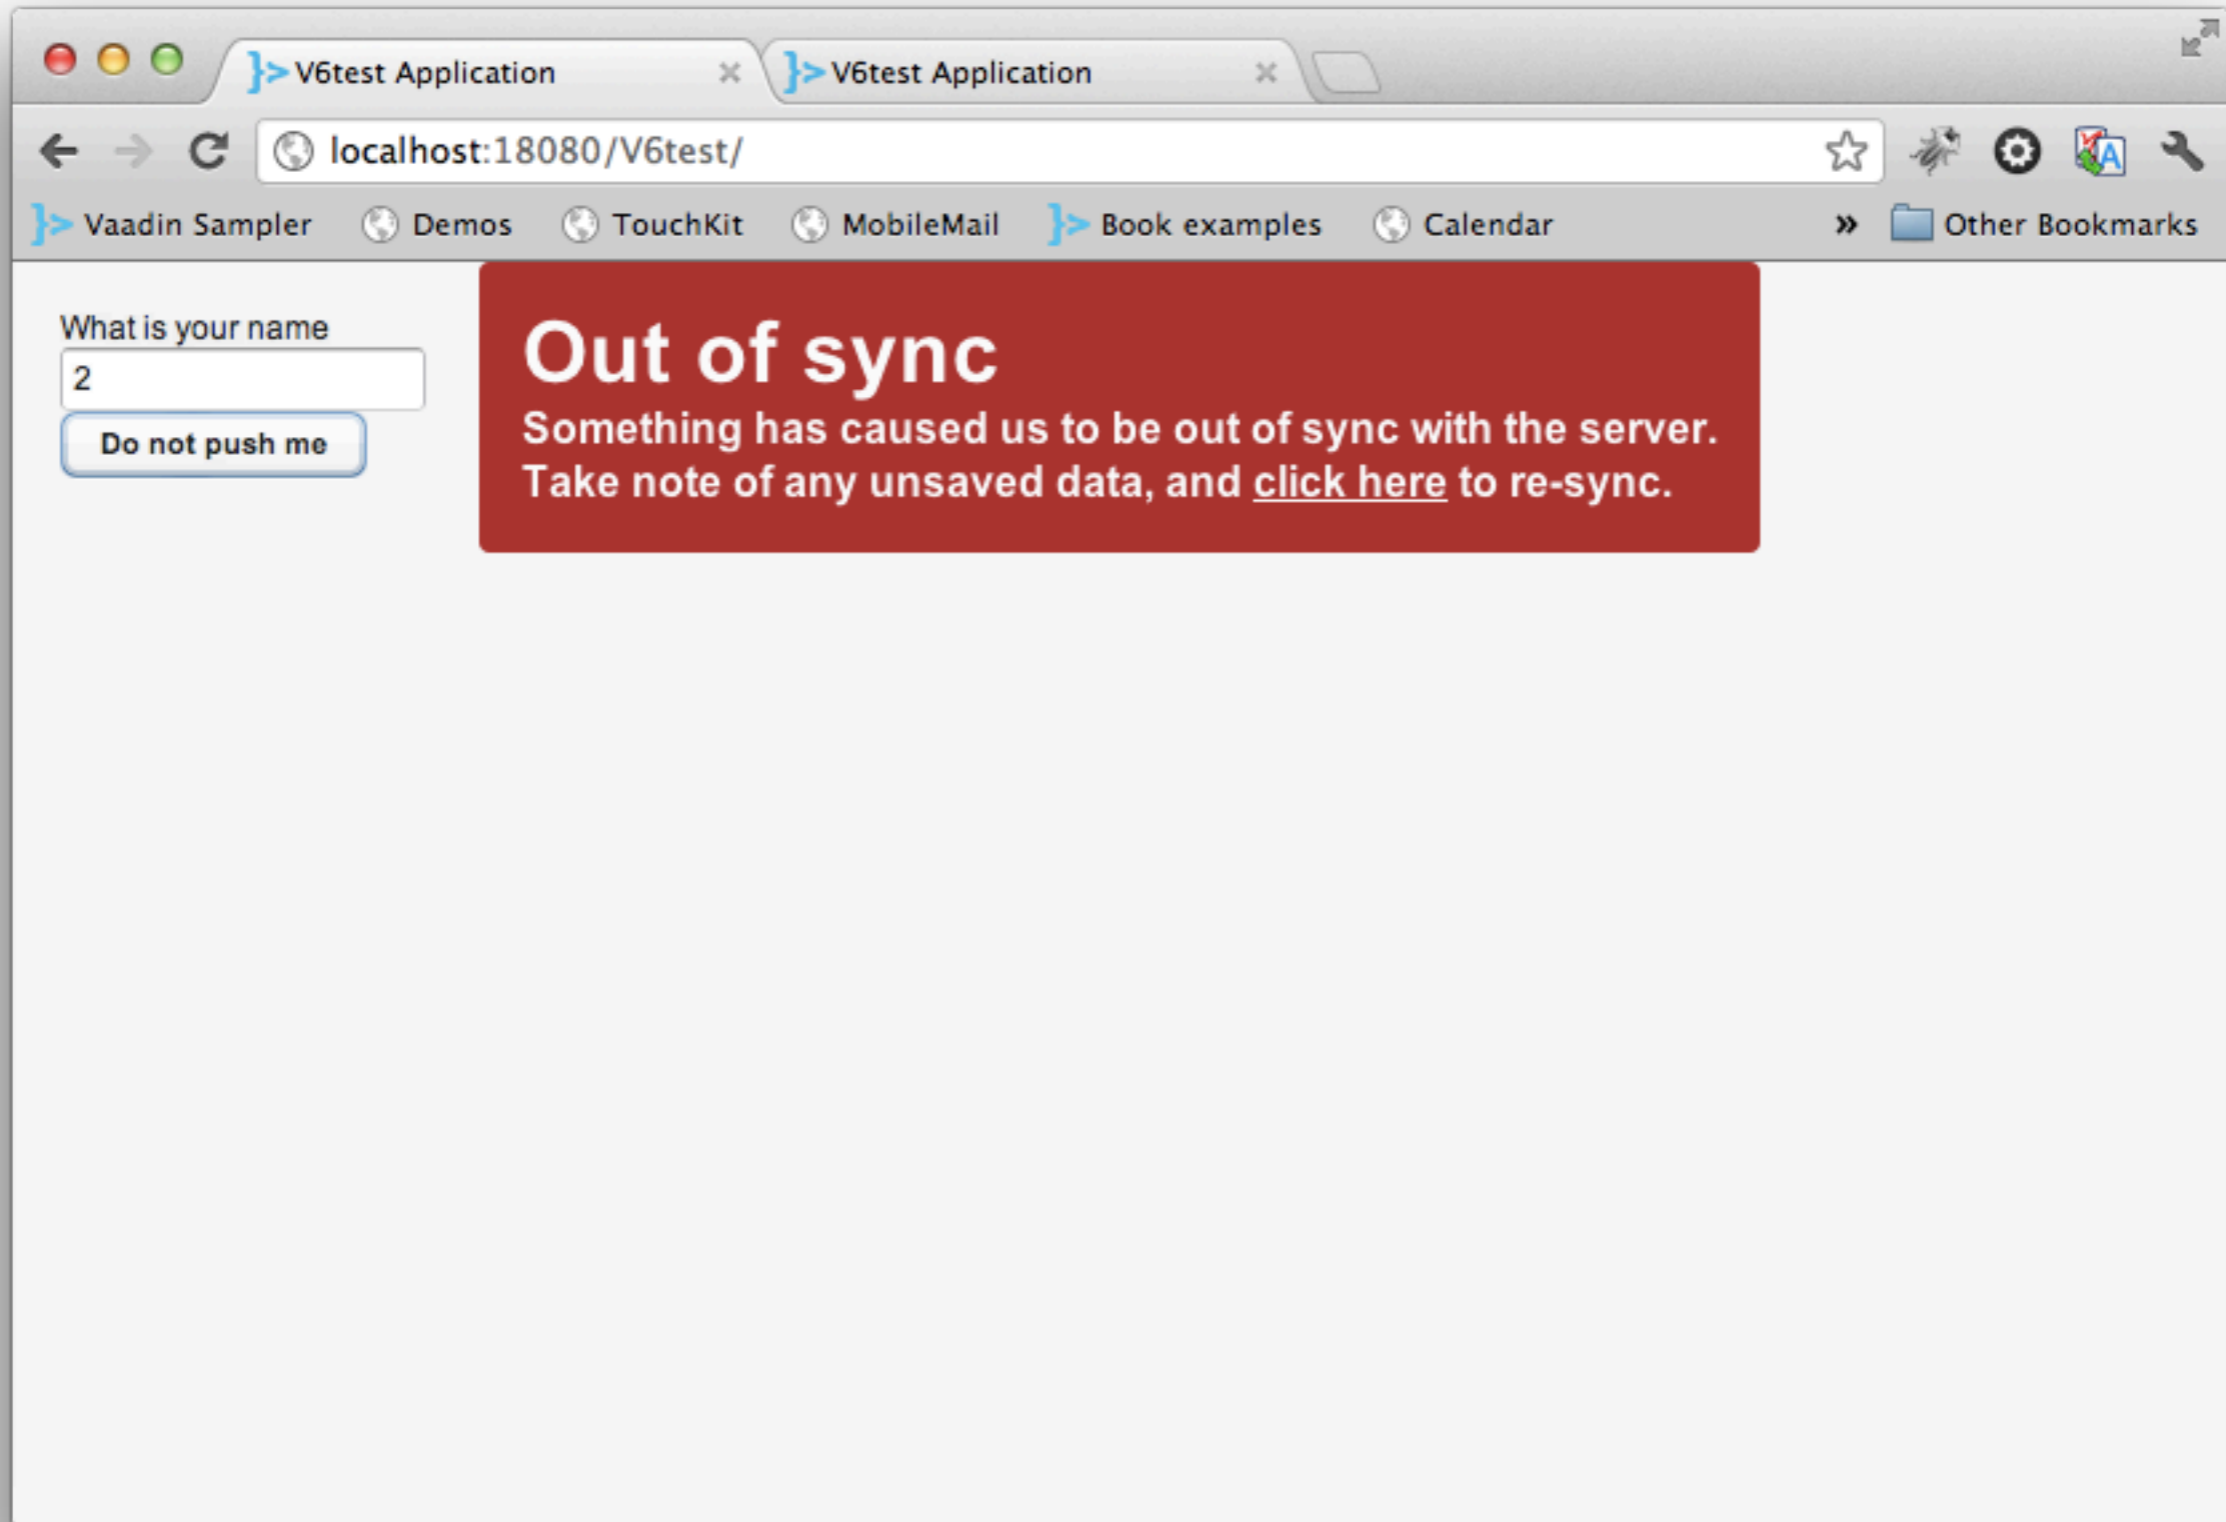 V6test Application
V6test Application
localhost:18080/V6test/
Vaadin Sampler Demos TouchKit MobileMail Book examples Calendar » Other Bookmarks
What is your name
2
Do not push me
Out of sync
Something has caused us to be out of sync with the server.
Take note of any unsaved data, and click here to re-sync.